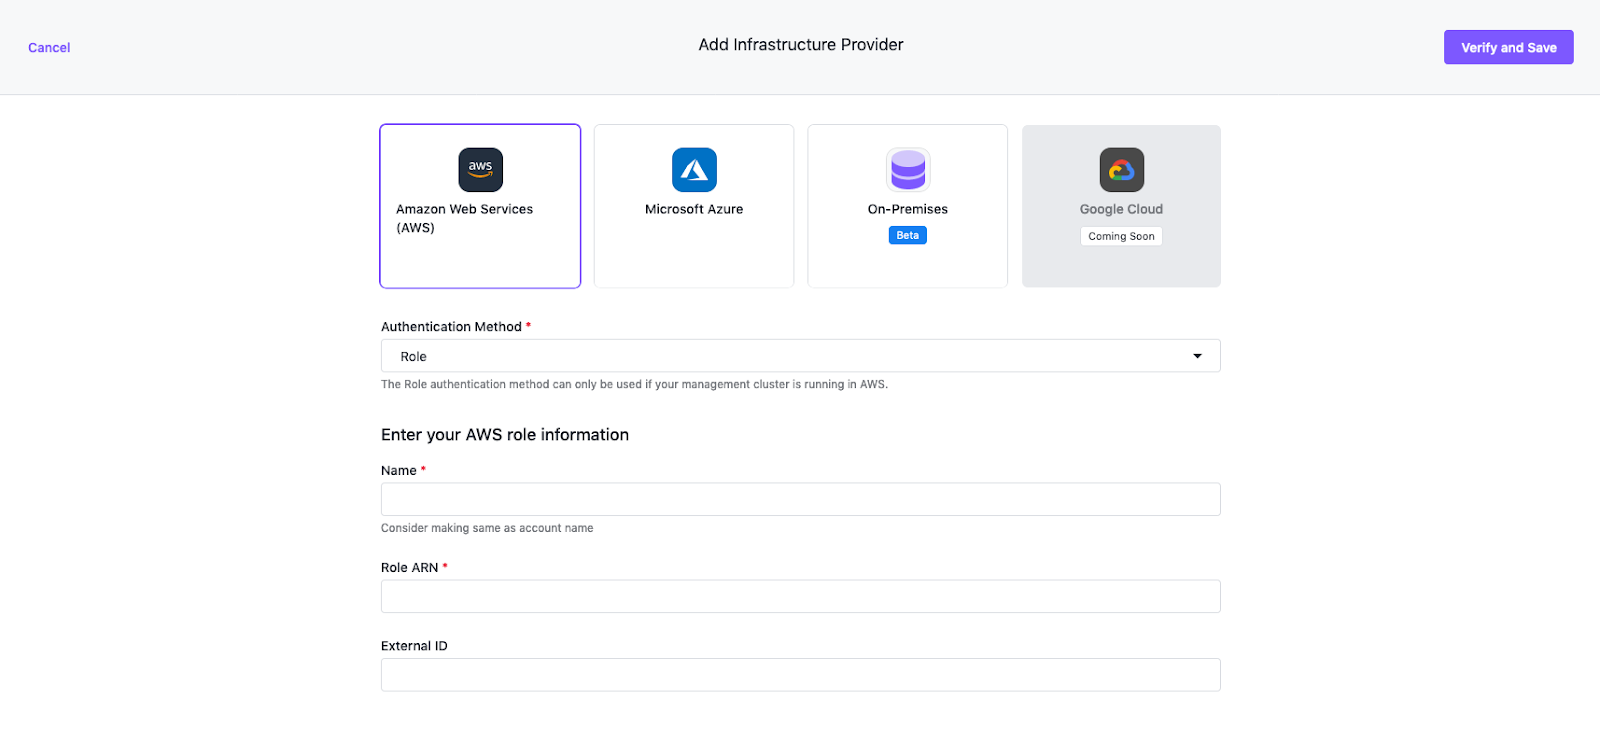 Cancel
Add Infrastructure Provider
Verify and Save
aws
Amazon Web Services
(AWS)
Microsoft Azure
On-Premises
Beta
Google Cloud
Coming Soon
Authentication Method *
Role
The Role authentication method can only be used if your management cluster is running in AWS.
Enter your AWS role information
Name *
Consider making same as account name
Role ARN *
External ID